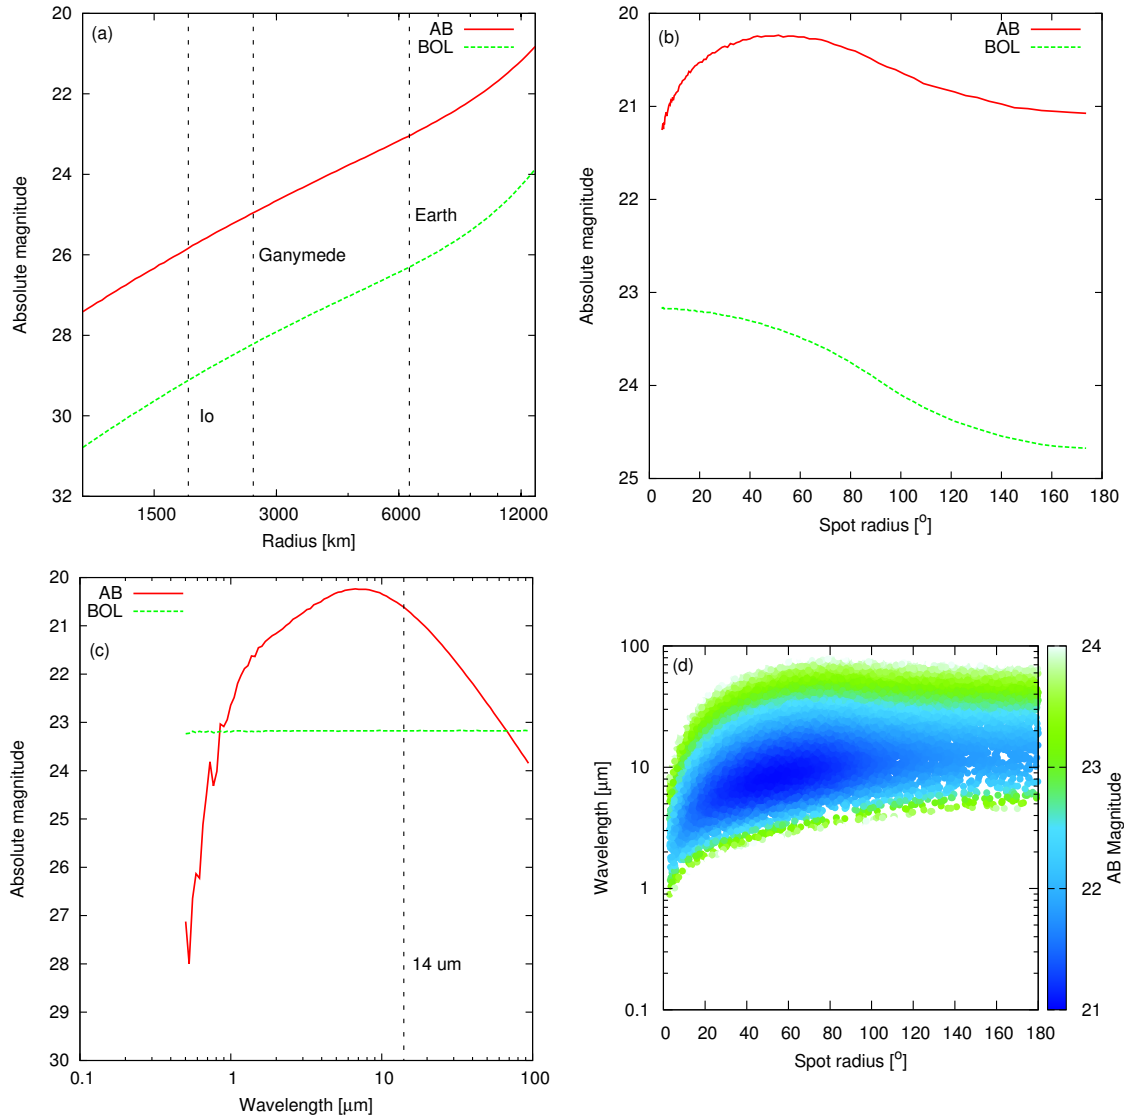 (a)
AB
BOL
20
22
24
26
28
30
32
Absolute magnitude
Io
Ganymede
Earth
1500
3000
6000
12000
Radius [km]
(b)
AB
BOL
20
21
22
23
24
25
Absolute magnitude
0
20
40
60
80
100
120
140
160
180
Spot radius [o]
(c)
AB
BOL
20
21
22
23
24
25
26
27
28
29
30
Absolute magnitude
14 um
0.1
1
10
100
Wavelength [μm]
(d)
100
10
1
0.1
Wavelength [μm]
0
20
40
60
80
100
120
140
160
180
Spot radius [o]
24
23
22
21
AB Magnitude